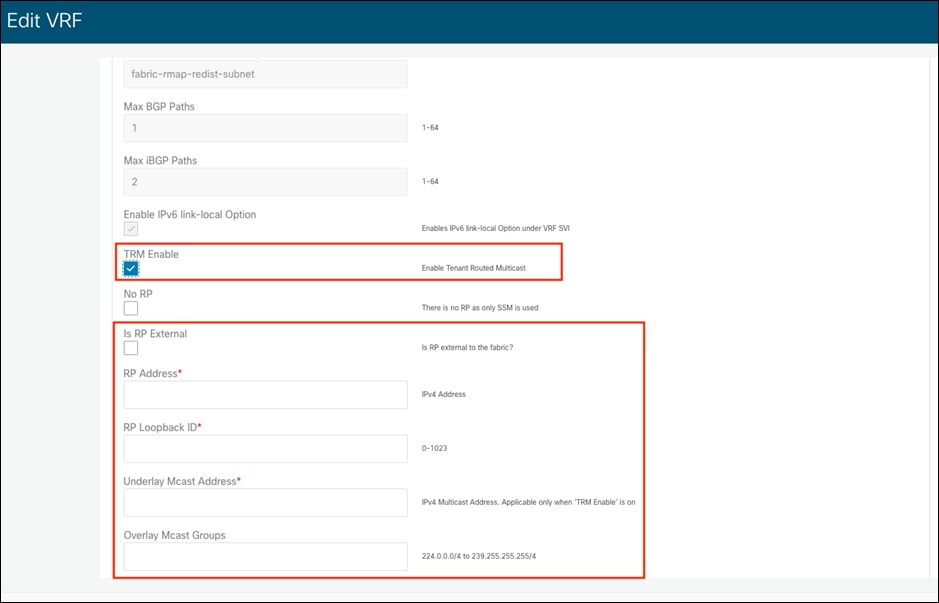 Edit VRF
fabric-rmap-redist-subnet
Max BGP Paths
1
1-64
Max iBGP Paths
2
1-64
Enable IPv6 link-local Option
Enables IPv6 link-local Option under VRF SVI
TRM Enable
Enable Tenant Routed Multicast
No RP
There is no RP as only SSM is used
Is RP External
Is RP external to the fabric?
RP Address*
IPv4 Address
RP Loopback ID*
0-1023
Underlay Mcast Address*
IPv4 Multicast Address. Applicable only when 'TRM Enable' is on
Overlay Mcast Groups
224.0.0.0/4 to 239.255.255.255/4